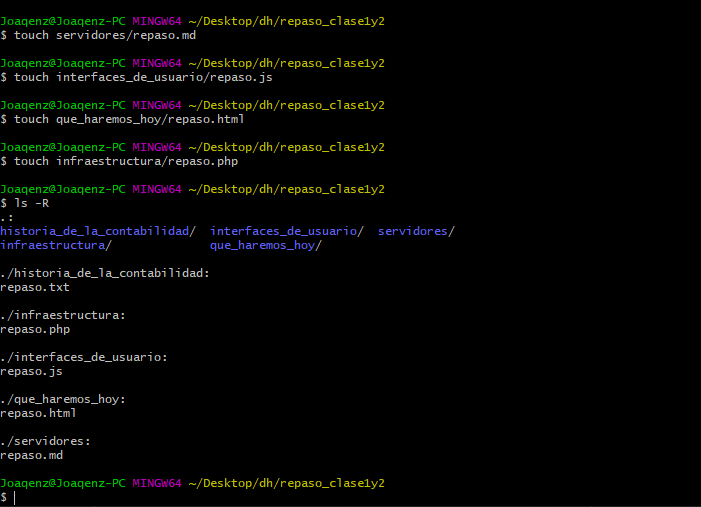 Joaqenz@Joaqenz-PC MINGW64 ~/Desktop/dh/repaso_clase1y2
$ touch servidores/repaso.md
Joaqenz@Joaqenz-PC MINGW64 ~/Desktop/dh/repaso_clase1y2
$ touch interfaces_de_usuario/repaso.js
Joaqenz@Joaqenz-PC MINGW64 ~/Desktop/dh/repaso_clase1y2
$ touch que_haremos_hoy/repaso.html
Joaqenz@Joaqenz-PC MINGW64 ~/Desktop/dh/repaso_clase1y2
$ touch infraestructura/repaso.php
Joaqenz@Joaqenz-PC MINGW64 ~/Desktop/dh/repaso_clase1y2
$ ls -R
.:
historia_de_la_contabilidad/  interfaces_de_usuario/  servidores/
infraestructura/              que_haremos_hoy/
./historia_de_la_contabilidad:
repaso.txt
./infraestructura:
repaso.php
./interfaces_de_usuario:
repaso.js
./que_haremos_hoy:
repaso.html
./servidores:
repaso.md
Joaqenz@Joaqenz-PC MINGW64 ~/Desktop/dh/repaso_clase1y2
$